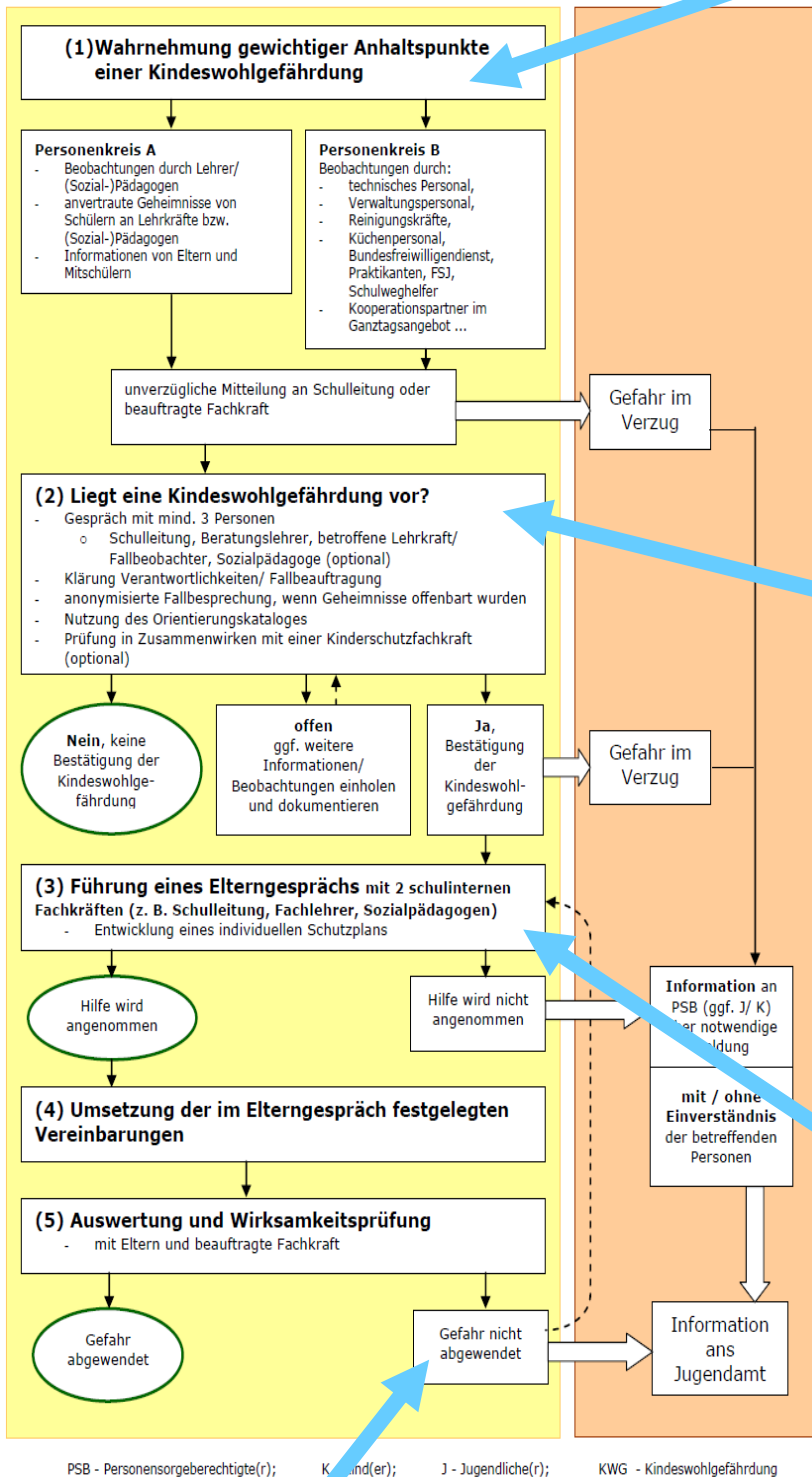 (1)Wahrnehmung gewichtiger Anhaltspunkte
einer Kindeswohlgefährdung
Personenkreis A
- Beobachtungen durch Lehrer/
(Sozial-)Pädagogen
- anvertraute Geheimnisse von
Schülern an Lehrkräfte bzw.
(Sozial-)Pädagogen
- Informationen von Eltern und
Mitschülern
Personenkreis B
Beobachtungen durch:
- technisches Personal,
- Verwaltungspersonal,
- Reinigungskräfte,
- Küchenpersonal,
Bundesfreiwilligendienst,
Praktikanten, FSJ,
Schulweghelfer
- Kooperationspartner im
Ganztagsangebot ...
unverzügliche Mitteilung an Schulleitung oder
beauftragte Fachkraft
Gefahr im
Verzug
(2) Liegt eine Kindeswohlgefährdung vor?
- Gespräch mit mind. 3 Personen
o Schulleitung, Beratungslehrer, betroffene Lehrkraft/
Fallbeobachter, Sozialpädagoge (optional)
- Klärung Verantwortlichkeiten/ Fallbeauftragung
- anonymisierte Fallbesprechung, wenn Geheimnisse offenbart wurden
- Nutzung des Orientierungskataloges
- Prüfung in Zusammenwirken mit einer Kinderschutzfachkraft
(optional)
Nein, keine
Bestätigung der
Kindeswohlge-
fährdung
offen
ggf. weitere
Informationen/
Beobachtungen einholen
und dokumentieren
Ja,
Bestätigung
der
Kindeswohl-
gefährdung
Gefahr im
Verzug
(3) Führung eines Elterngesprächs mit 2 schulinternen
Fachkräften (z. B. Schulleitung, Fachlehrer, Sozialpädagogen)
- Entwicklung eines individuellen Schutzplans
Hilfe wird
angenommen
Hilfe wird nicht
angenommen
Information an
PSB (ggf. J/ K)
notwendige
mit / ohne
Einverständnis
der betreffenden
Personen
(4) Umsetzung der im Elterngespräch festgelegten
Vereinbarungen
(5) Auswertung und Wirksamkeitsprüfung
- mit Eltern und beauftragte Fachkraft
Gefahr
abgewendet
Gefahr nicht
abgewendet
Information
ans
Jugendamt
PSB - Personensorgeberechtigte(r); K ind(er); J - Jugendliche(r); KWG - Kindeswohlgefährdung